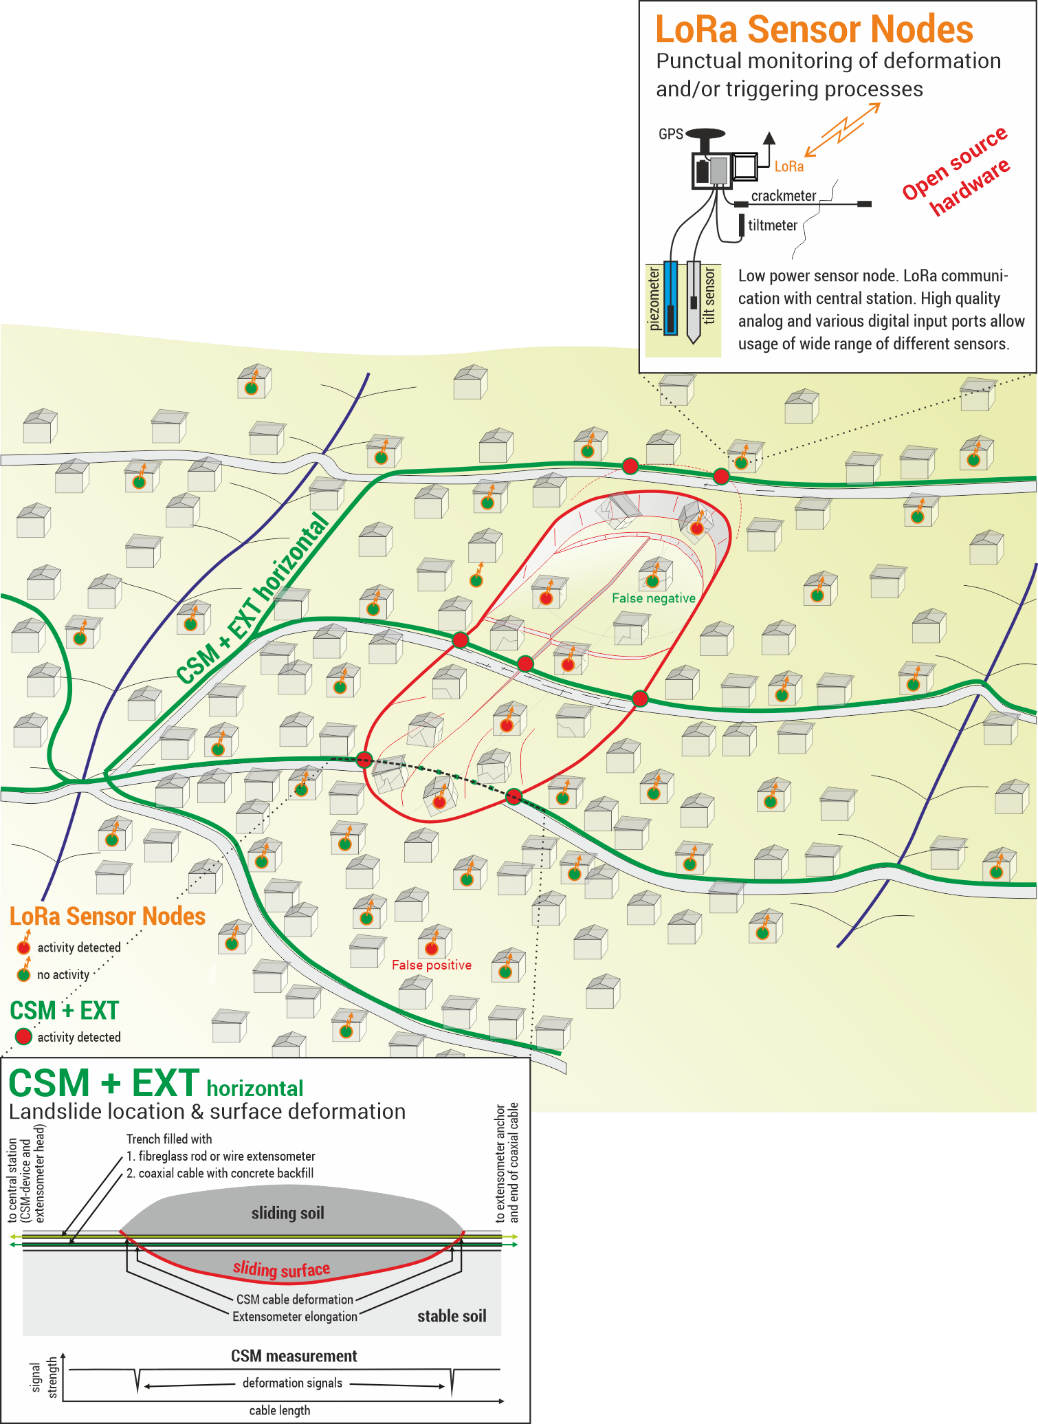 LoRa Sensor Nodes
Punctual monitoring of deformation
and/or triggering processes
GPS
LoRa
Open source
hardware
crackmeter
tiltmeter
piezometer
tilt sensor
Low power sensor node. LoRa communi-
cation with central station. High quality
analog and various digital input ports allow
usage of wide range of different sensors.
CSM + EXT horizontal
False negative
False positive
LoRa Sensor Nodes
activity detected
no activity
CSM + EXT
activity detected
CSM + EXT horizontal
Landslide location & surface deformation
to central station
(CSM-device and
extensometer head)
Trench filled with
1. fibreglass rod or wire extensometer
2. coaxial cable with concrete backfill
to extensometer anchor
and end of coaxial cable
sliding soil
sliding surface
CSM cable deformation
Extensometer elongation
stable soil
CSM measurement
signal
strength
deformation signals
cable length